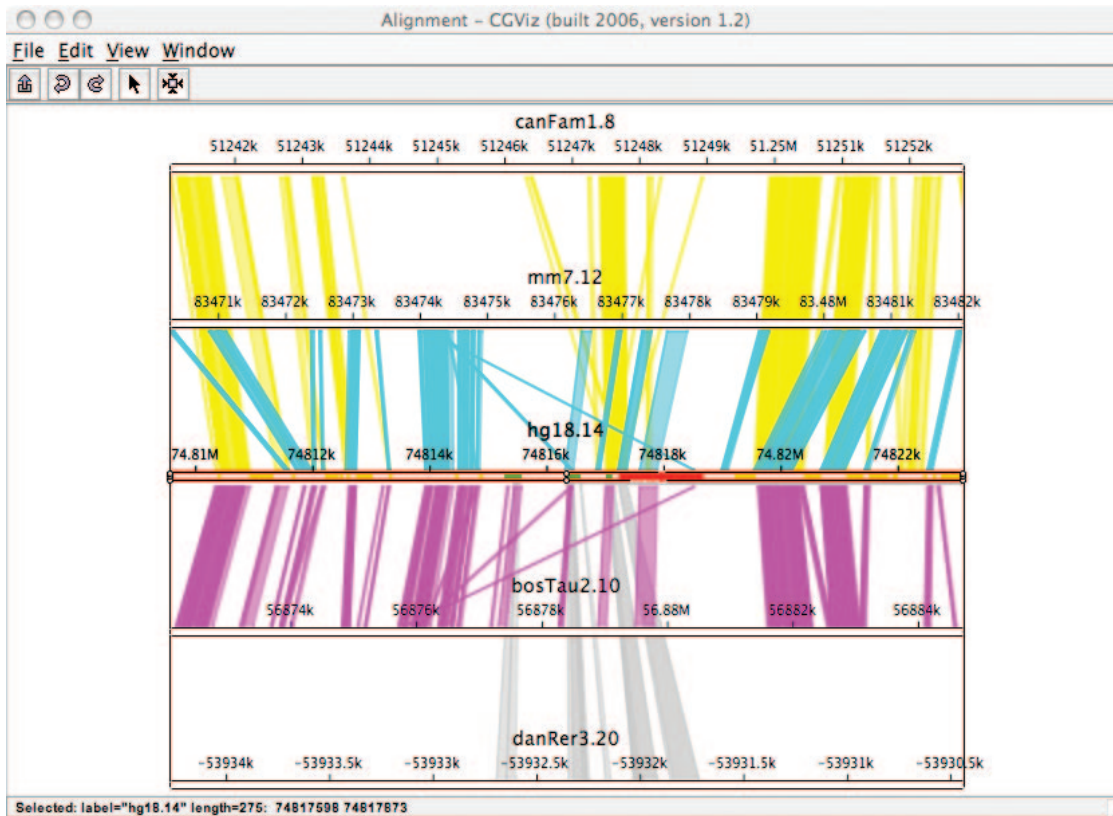 Alignment – CGViz (built 2006, version 1.2)
File Edit View Window
canFam1.8
51242k 51243k 51244k 51245k 51246k 51247k 51248k 51249k 51.25M 51251k 51252k
mm7.12
83471k 83472k 83473k 83474k 83475k 83476k 83477k 83478k 83479k 83.48M 83481k 83482k
hg18.14
74.81M 74812k 74814k 74816k 74818k 74.82M 74822k
bosTau2.10
56874k 56876k 56878k 56.88M 56882k 56884k
danRer3.20
-53934k -53933.5k -53933k -53932.5k -53932k -53931.5k -53931k -53930.5k
Selected: label="hg18.14" length=275: 74817598 74817873